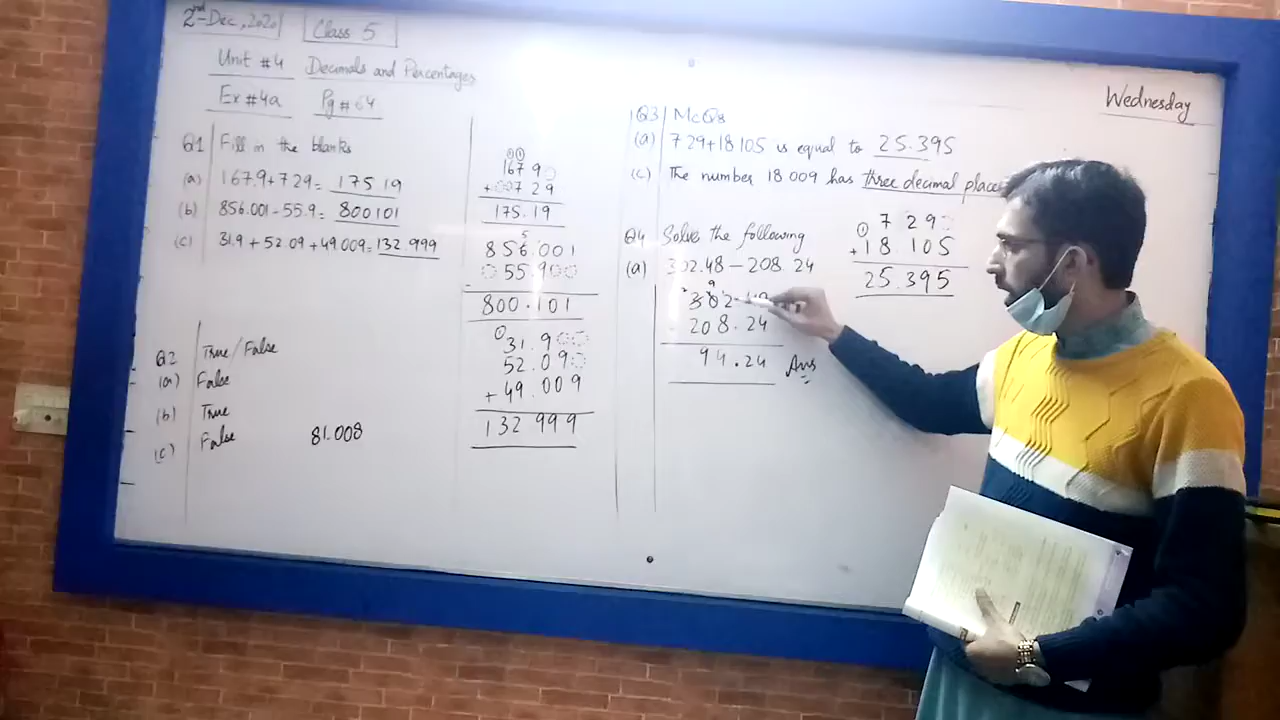 2nd-Dec, 2020 Class 5
Unit #4 Decimals and Percentages
Ex #4a Pg # 64
Wednesday
Q1 Fill in the blanks
(a) 167.9+7.29= 175.19
(b) 856.001-55.9= 800.101
(c) 31.9 + 52.09 +49.009= 132.999
Q2 True/False
(a) False
(b) True
(c) False 81.008
167.9
+ 007.29
175.19
856.001
- 055.900
800.101
31.9
52.09
+ 49.009
132.999
Q3 McQs
(a) 7.29+18.105 is equal to 25.395
(c) The number 18.009 has three decimal places
7.29
+18.105
25.395
Q4 Solve the following
(a) 302.48 - 208.24
208.24
94.24 Ans